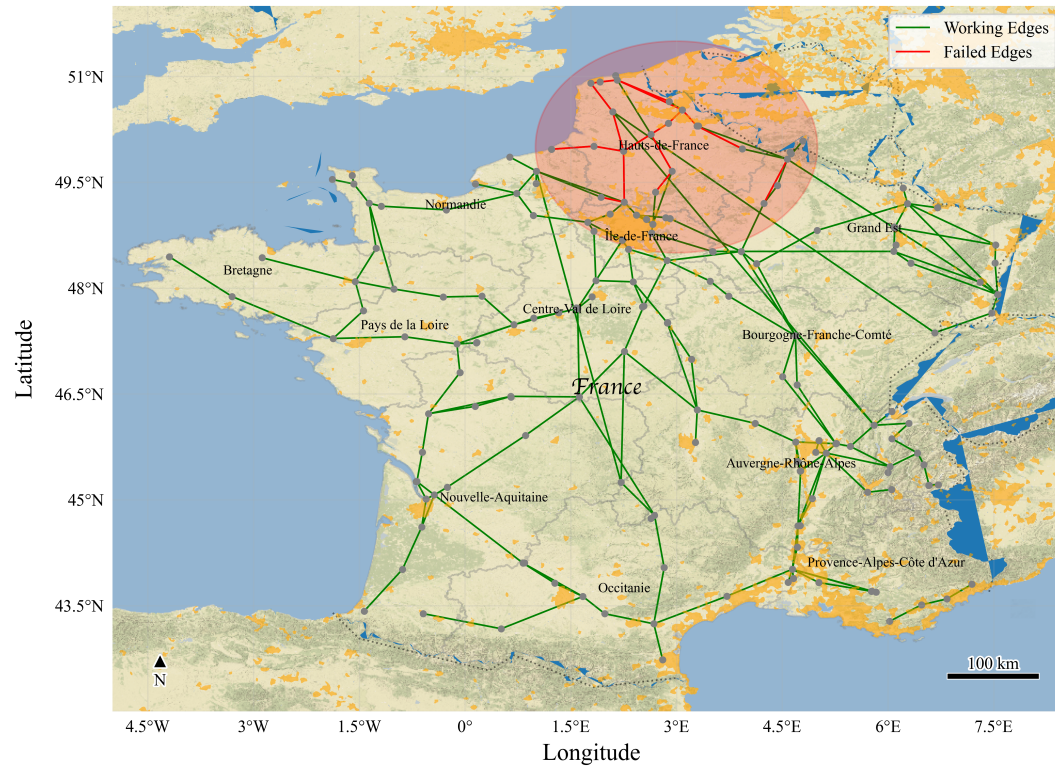 Working Edges
Failed Edges
51°N
49.5°N
48°N
46.5°N
45°N
43.5°N
Latitude
Hauts-de-France
Normandie
Île-de-France
Grand Est
Bretagne
Pays de la Loire
Centre-Val de Loire
Bourgogne-Franche-Comté
France
Auvergne-Rhône-Alpes
Nouvelle-Aquitaine
Provence-Alpes-Côte d'Azur
Occitanie
N
100 km
4.5°W
3°W
1.5°W
0°
1.5°E
3°E
4.5°E
6°E
7.5°E
Longitude